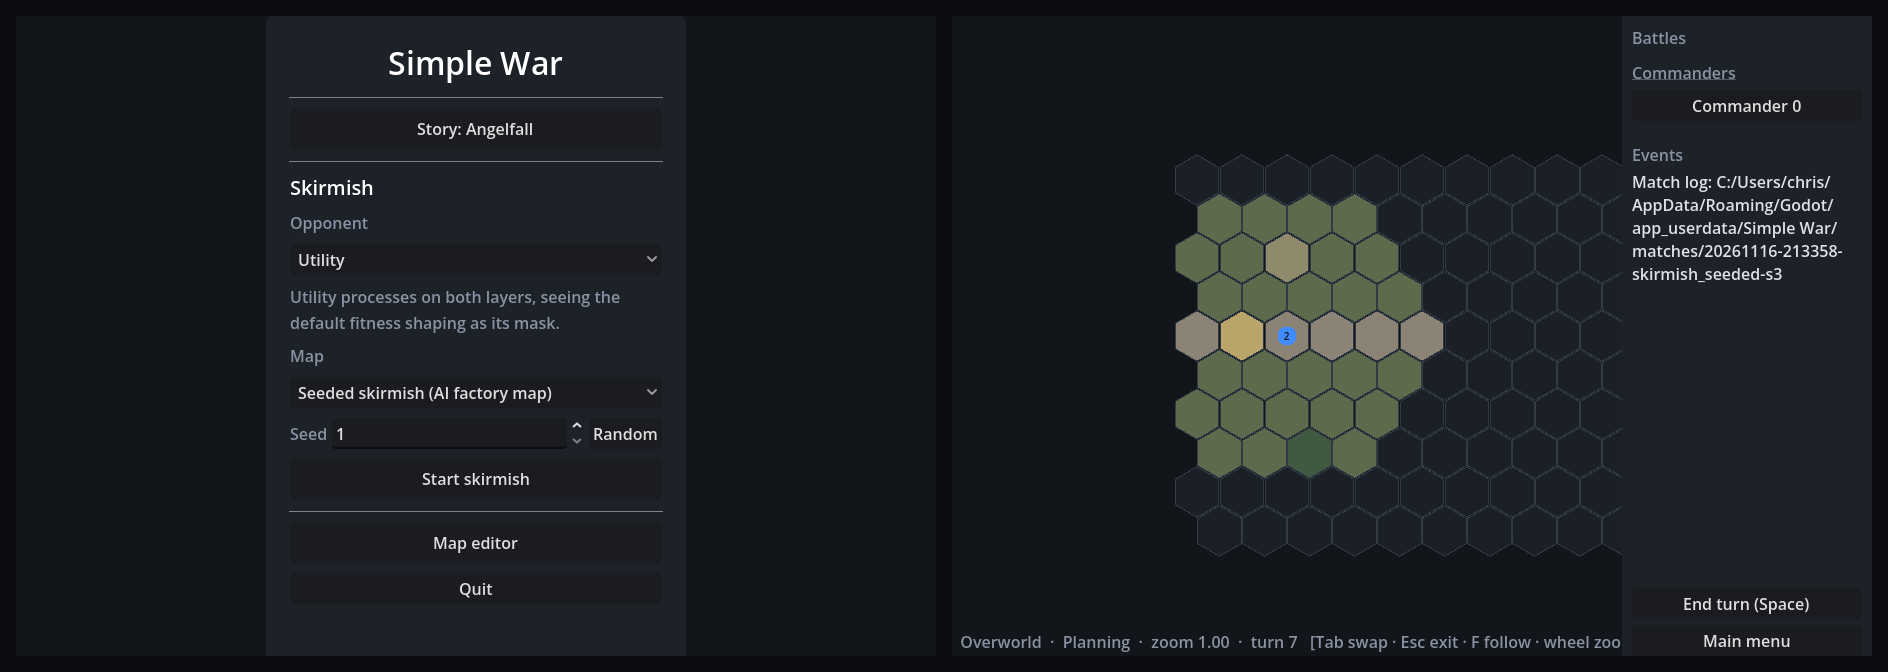 Simple War
Story: Angelfall
Skirmish
Opponent
Utility
Utility processes on both layers, seeing the
default fitness shaping as its mask.
Map
Seeded skirmish (AI factory map)
Seed 1 Random
Start skirmish
Map editor
Quit
2
Overworld · Planning · zoom 1.00 · turn 7 [Tab swap · Esc exit · F follow · wheel zoo
Battles
Commanders
Commander 0
Events
Match log: C:/Users/chris/
AppData/Roaming/Godot/
app_userdata/Simple War/
matches/20261116-213358-
skirmish_seeded-s3
End turn (Space)
Main menu